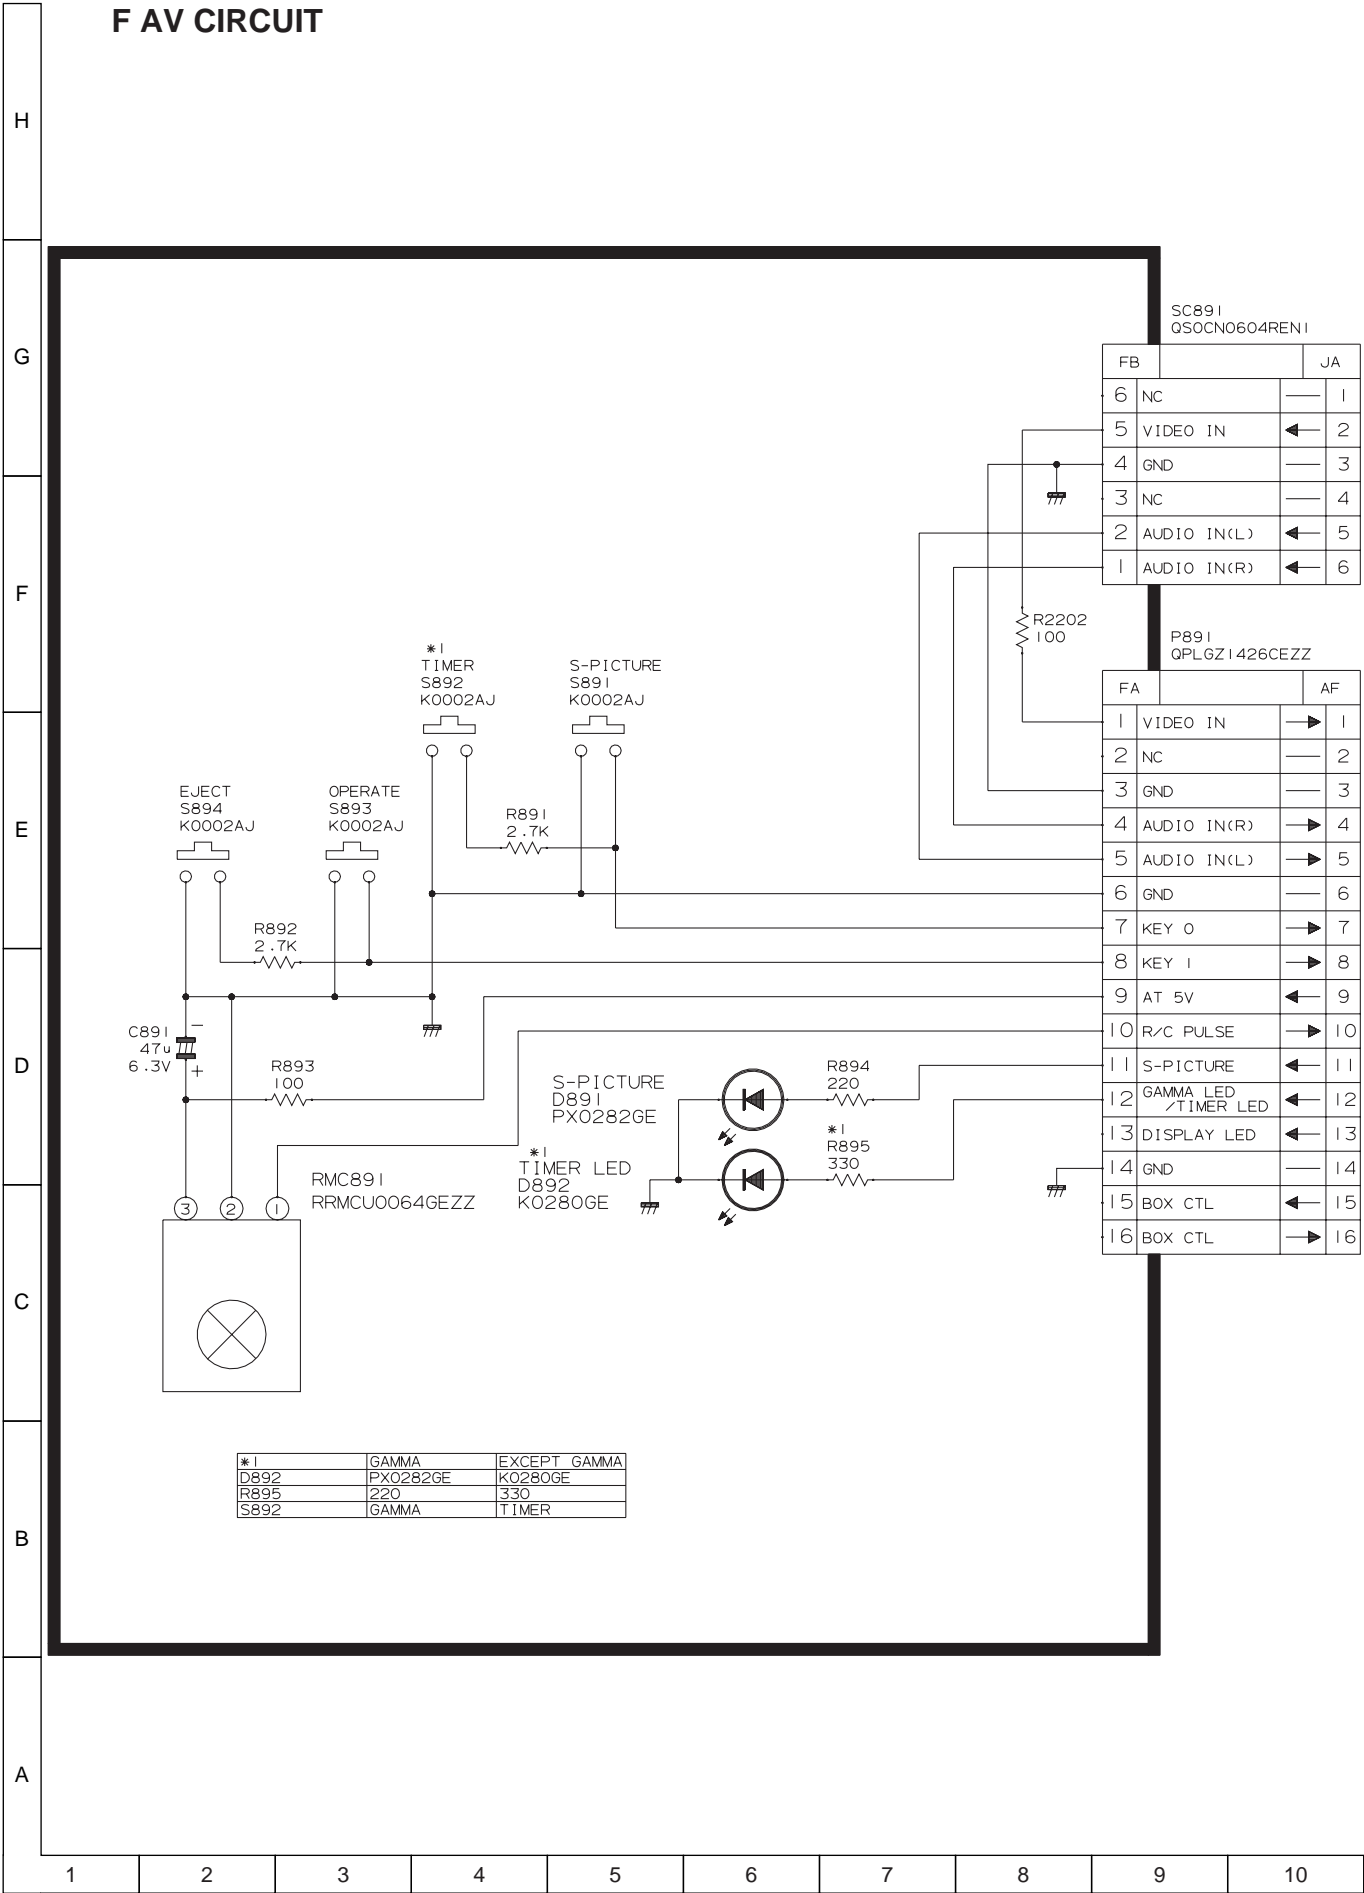 F AV CIRCUIT
H
G
F
E
D
C
B
A
SC891
QSOCN0604REN1
FB JA
6 NC 1
5 VIDEO IN 2
4 GND 3
3 NC 4
2 AUDIO IN(L) 5
1 AUDIO IN(R) 6
R2202
100
P891
QPLGZ1426CEZZ
FA AF
1 VIDEO IN 1
2 NC 2
3 GND 3
4 AUDIO IN(R) 4
5 AUDIO IN(L) 5
6 GND 6
7 KEY 0 7
8 KEY 1 8
9 AT 5V 9
10 R/C PULSE 10
11 S-PICTURE 11
12 GAMMA LED
/TIMER LED 12
13 DISPLAY LED 13
14 GND 14
15 BOX CTL 15
16 BOX CTL 16
*1
TIMER
S892
K0002AJ
S-PICTURE
S891
K0002AJ
EJECT
S894
K0002AJ
OPERATE
S893
K0002AJ
R891
2.7K
R892
2.7K
C891
47u
6.3V
−
+
R893
100
S-PICTURE
D891
PX0282GE
R894
220
*1
TIMER LED
D892
K0280GE
*1
R895
330
RMC891
RRMCU0064GEZZ
3 2 1
*1 GAMMA EXCEPT GAMMA
D892 PX0282GE K0280GE
R895 220 330
S892 GAMMA TIMER
1 2 3 4 5 6 7 8 9 10